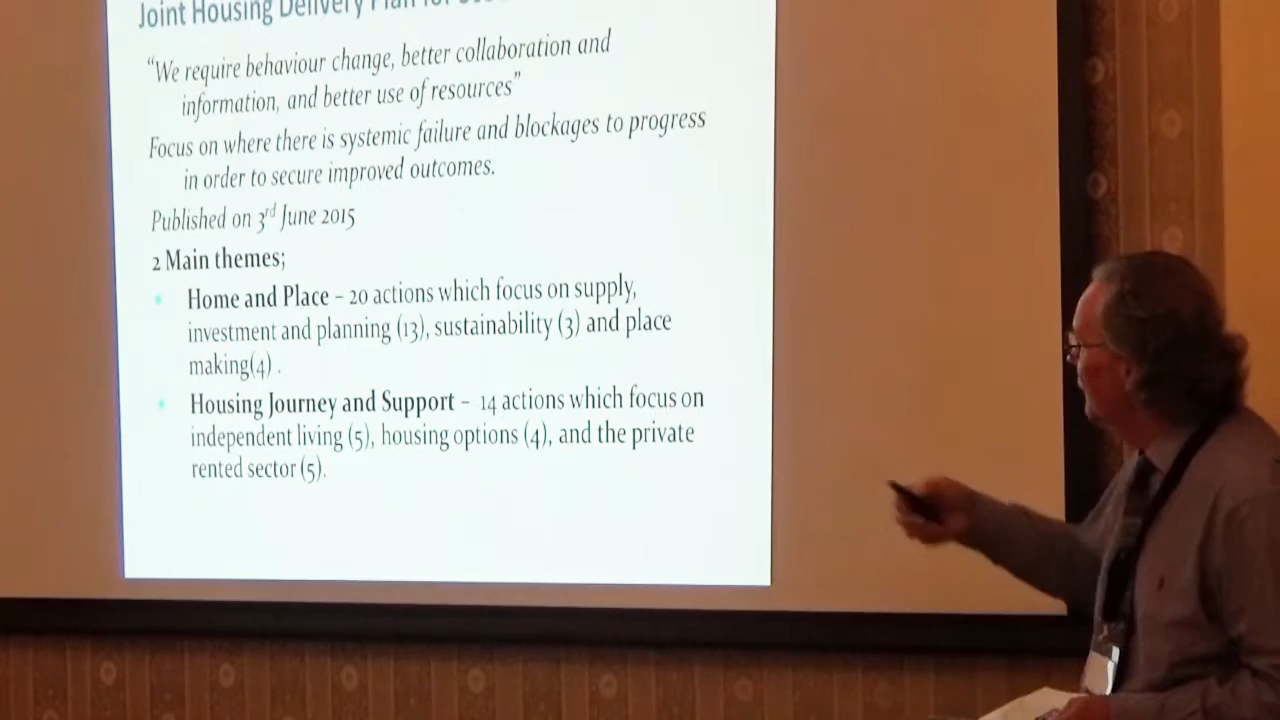 Joint Housing Delivery Plan for
“We require behaviour change, better collaboration and
information, and better use of resources”
Focus on where there is systemic failure and blockages to progress
in order to secure improved outcomes.
Published on 3rd June 2015
2 Main themes;
Home and Place – 20 actions which focus on supply,
investment and planning (13), sustainability (3) and place
making(4) .
Housing Journey and Support – 14 actions which focus on
independent living (5), housing options (4), and the private
rented sector (5).